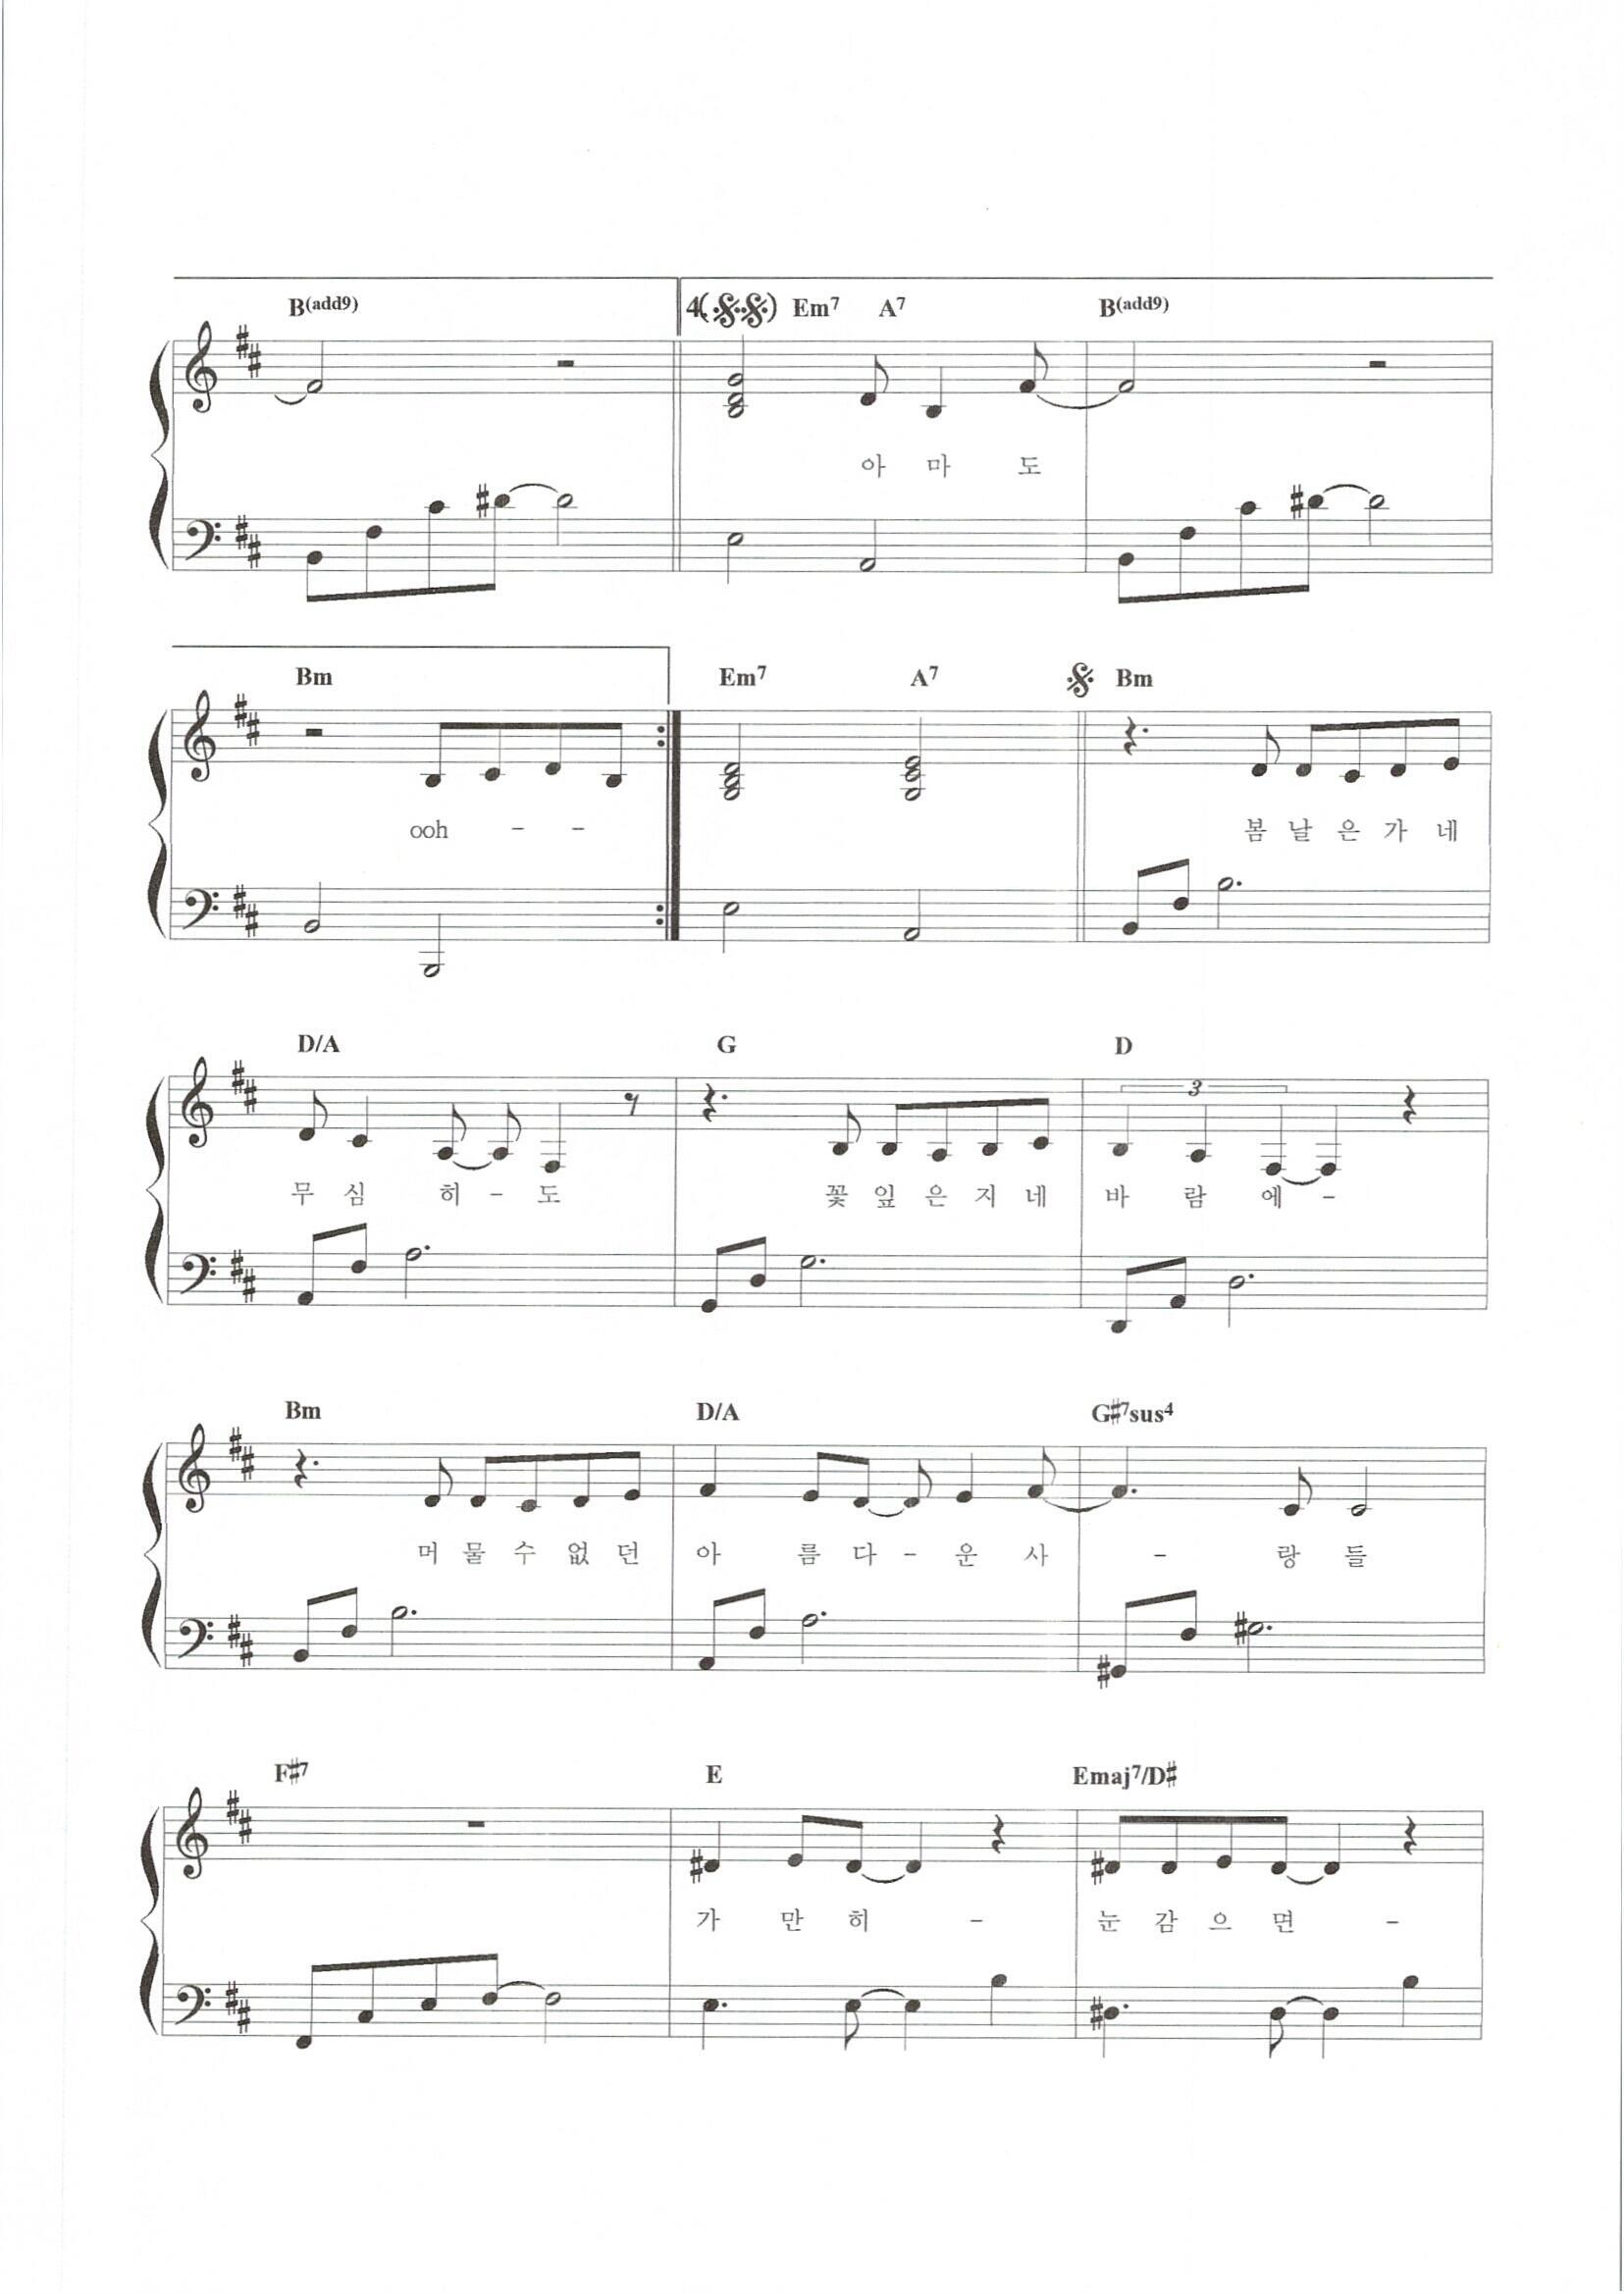 B(add9) 4.( 𝄋𝄋 ) Em7 A7 B(add9)
아 마 도
Bm Em7 A7 𝄋 Bm
ooh - - 봄 날 은 가 네
D/A G D
3
무 심 히 - 도 꽃 잎 은 지 네 바 람 에 -
Bm D/A G#7sus4
머 물 수 없 던 아 름 다 - 운 사 - 랑 들
F#7 E Emaj7/D#
가 만 히 - 눈 감 으 면 -